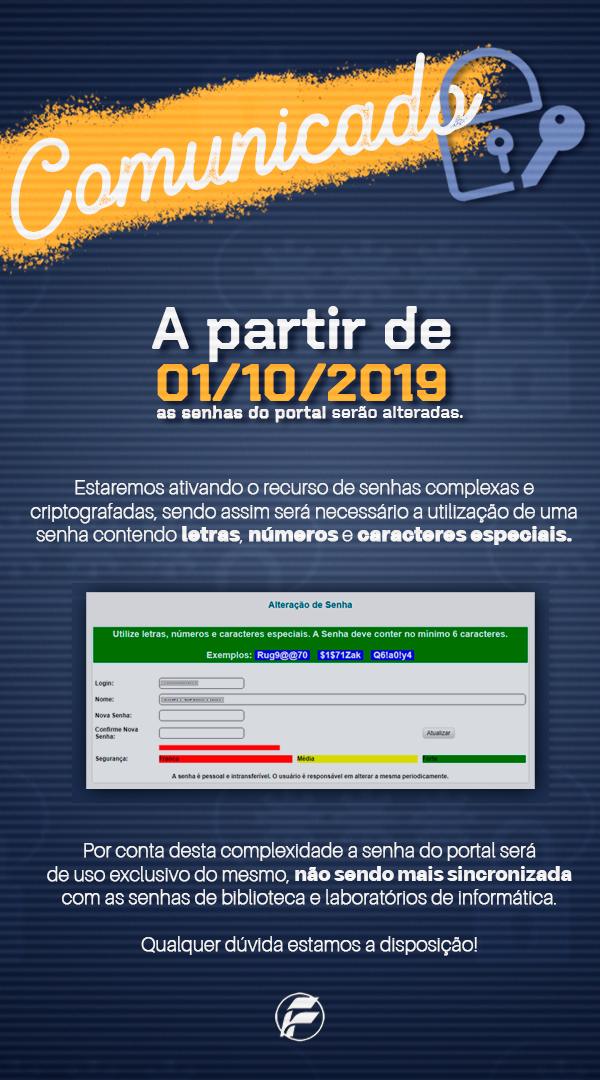 Comunicado
A partir de
01/10/2019
as senhas do portal serão alteradas.
Estaremos ativando o recurso de senhas complexas e
criptografadas, sendo assim será necessário a utilização de uma
senha contendo letras, números e caracteres especiais.
Alteração de Senha
Utilize letras, números e caracteres especiais. A Senha deve conter no mínimo 6 caracteres.
Exemplos: Rug9@@70 $1$71Zak Q6!a0!y4
Login:
Nome:
Nova Senha:
Confirme Nova
Senha:
Atualizar
Segurança: Fraca Média Forte
A senha é pessoal e intransferível. O usuário é responsável em alterar a mesma periodicamente.
Por conta desta complexidade a senha do portal será
de uso exclusivo do mesmo, não sendo mais sincronizada
com as senhas de biblioteca e laboratórios de informática.
Qualquer dúvida estamos a disposição!